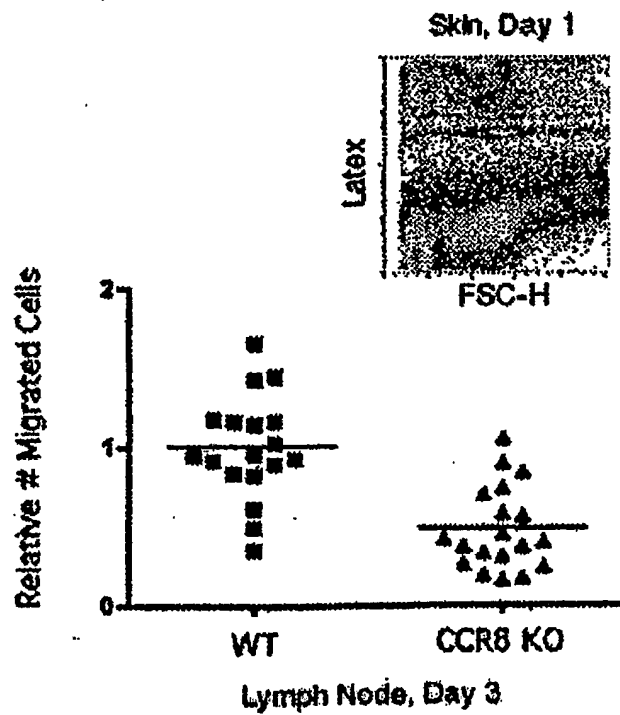 Skin, Day 1
Latex
FSC-H
Relative # Migrated Cells
2
1
0
WT
CCR8 KO
Lymph Node, Day 3